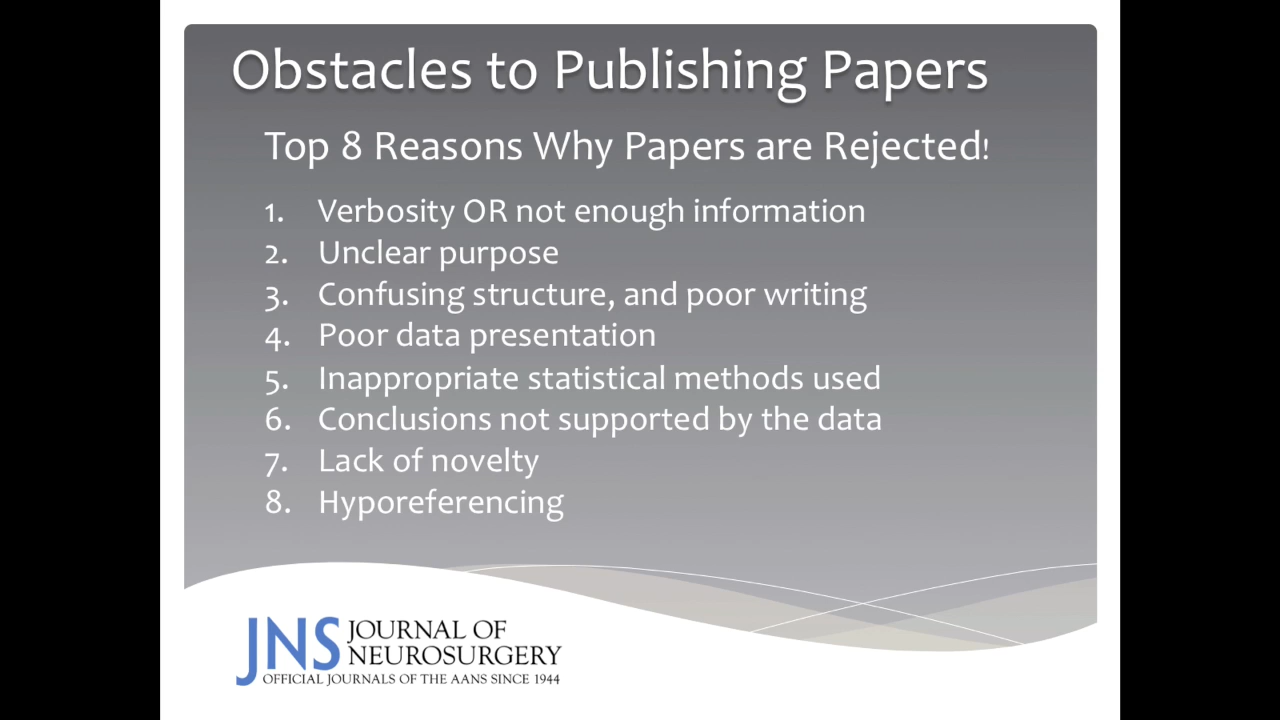 Obstacles to Publishing Papers
Top 8 Reasons Why Papers are Rejected!
1. Verbosity OR not enough information
2. Unclear purpose
3. Confusing structure, and poor writing
4. Poor data presentation
5. Inappropriate statistical methods used
6. Conclusions not supported by the data
7. Lack of novelty
8. Hyporeferencing
JNS JOURNAL OF
NEUROSURGERY
OFFICIAL JOURNALS OF THE AANS SINCE 1944